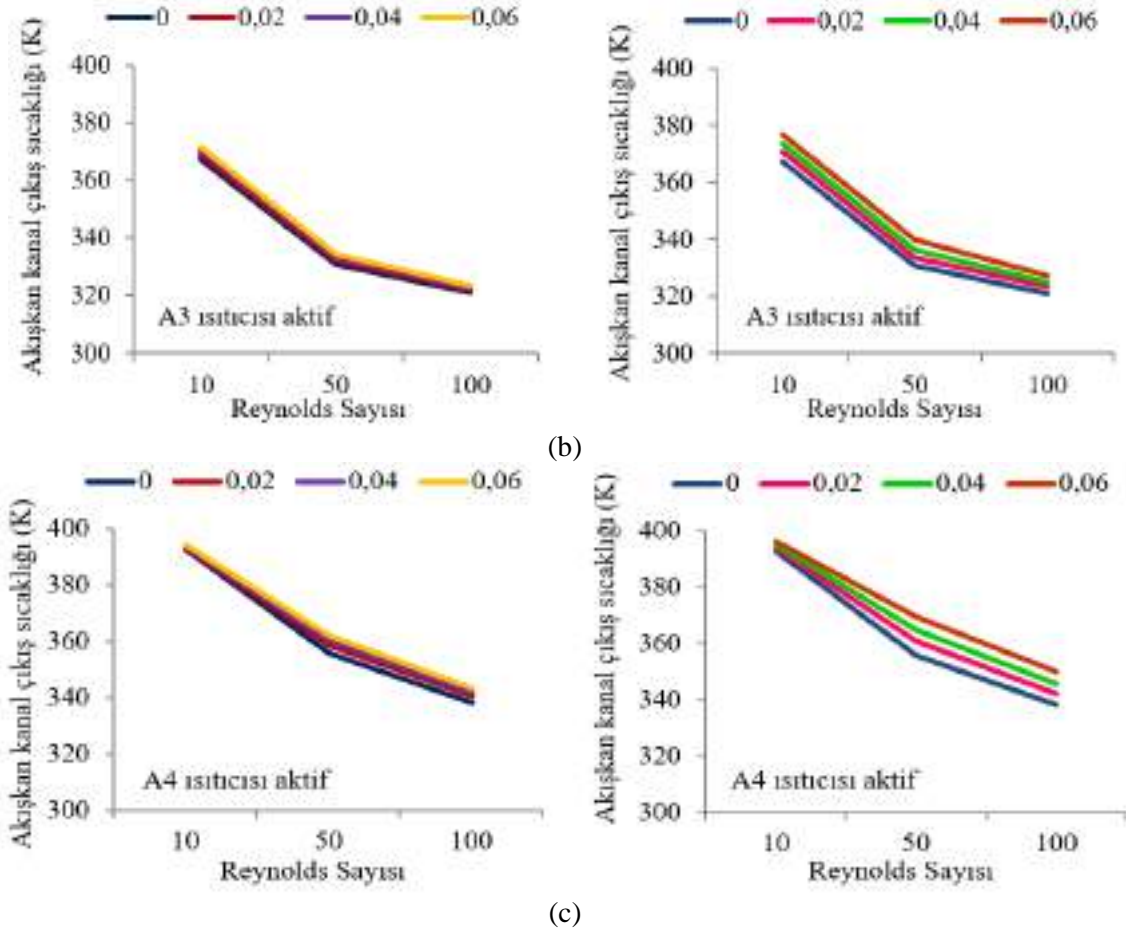 0 0,02 0,04 0,06
Akışkan kanal çıkış sıcaklığı (K)
400
380
360
340
320
300
A3 ısıtıcısı aktif
10 50 100
Reynolds Sayısı
0 0,02 0,04 0,06
Akışkan kanal çıkış sıcaklığı (K)
400
380
360
340
320
300
A3 ısıtıcısı aktif
10 50 100
Reynolds Sayısı
(b)
0 0,02 0,04 0,06
Akışkan kanal çıkış sıcaklığı (K)
400
380
360
340
320
300
A4 ısıtıcısı aktif
10 50 100
Reynolds Sayısı
0 0,02 0,04 0,06
Akışkan kanal çıkış sıcaklığı (K)
400
380
360
340
320
300
A4 ısıtıcısı aktif
10 50 100
Reynolds Sayısı
(c)